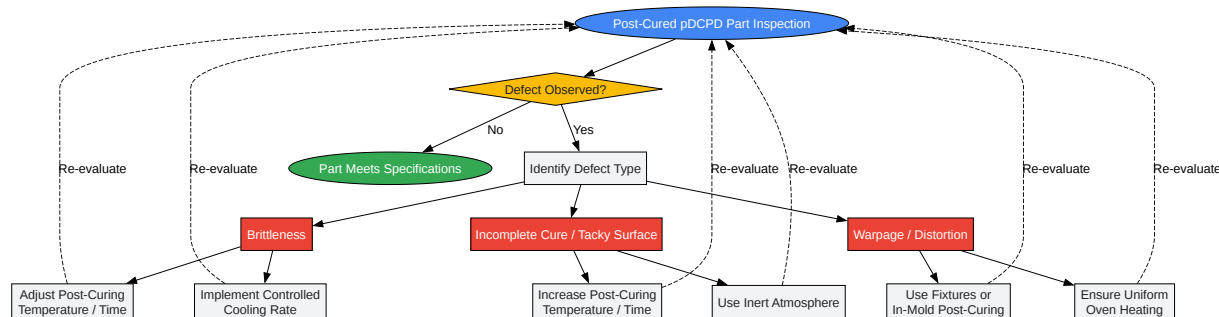 Post-Cured pDCPD Part Inspection
Defect Observed?
No
Yes
Part Meets Specifications
Identify Defect Type
Re-evaluate
Re-evaluate
Re-evaluate
Re-evaluate
Re-evaluate
Re-evaluate
Brittleness
Incomplete Cure / Tacky Surface
Warpage / Distortion
Adjust Post-Curing
Temperature / Time
Implement Controlled
Cooling Rate
Increase Post-Curing
Temperature / Time
Use Inert Atmosphere
Use Fixtures or
In-Mold Post-Curing
Ensure Uniform
Oven Heating